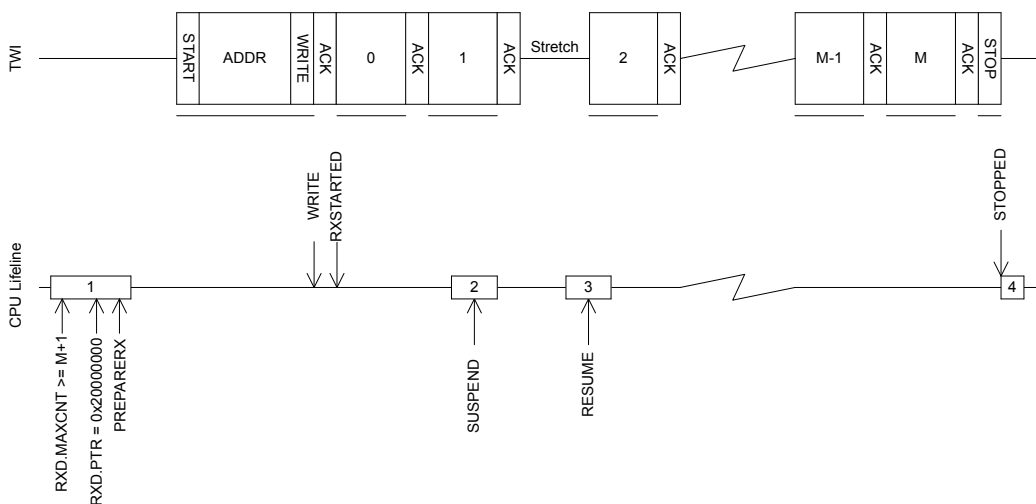 TWI
START
ADDR
WRITE
ACK
0
ACK
1
ACK
Stretch
2
ACK
M-1
ACK
M
ACK
STOP
WRITE
RXSTARTED
STOPPED
CPU Lifeline
1
2
3
4
RXD.MAXCNT >= M+1
RXD.PTR = 0x20000000
PREPARERX
SUSPEND
RESUME